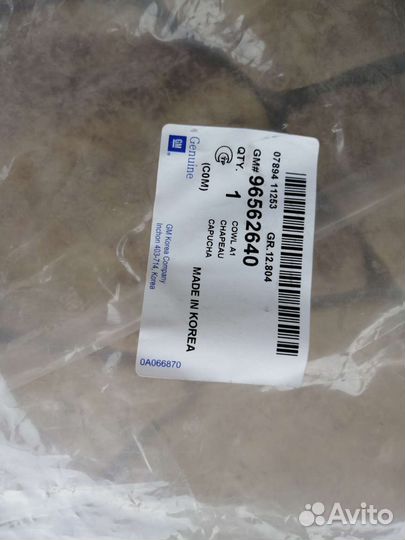 07894 11253 GR.12.804
GM# 96562640
QTY. 1 COWL A1
CHAPEAU
CAPUCHA
(COM) MADE IN KOREA
GM Genuine
GM Korea Company
Inchon 403-714, Korea
0A066870
Avito